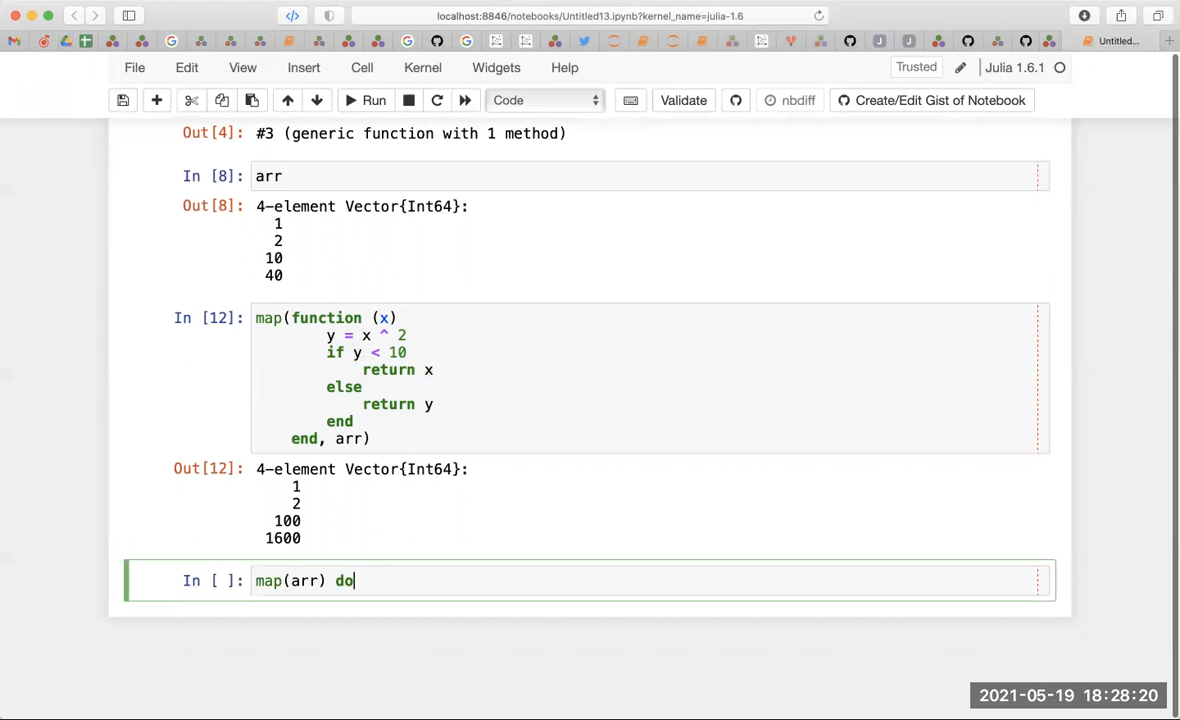 localhost:8846/notebooks/Untitled13.ipynb?kernel_name=julia-1.6
Untitled...
File Edit View Insert Cell Kernel Widgets Help Trusted Julia 1.6.1
Run Code Validate nbdiff Create/Edit Gist of Notebook
Out[4]: #3 (generic function with 1 method)
In [8]: arr
Out[8]: 4-element Vector{Int64}:
1
2
10
40
In [12]: map(function (x)
y = x ^ 2
if y < 10
return x
else
return y
end
end, arr)
Out[12]: 4-element Vector{Int64}:
1
2
100
1600
In [ ]: map(arr) do
2021-05-19 18:28:20